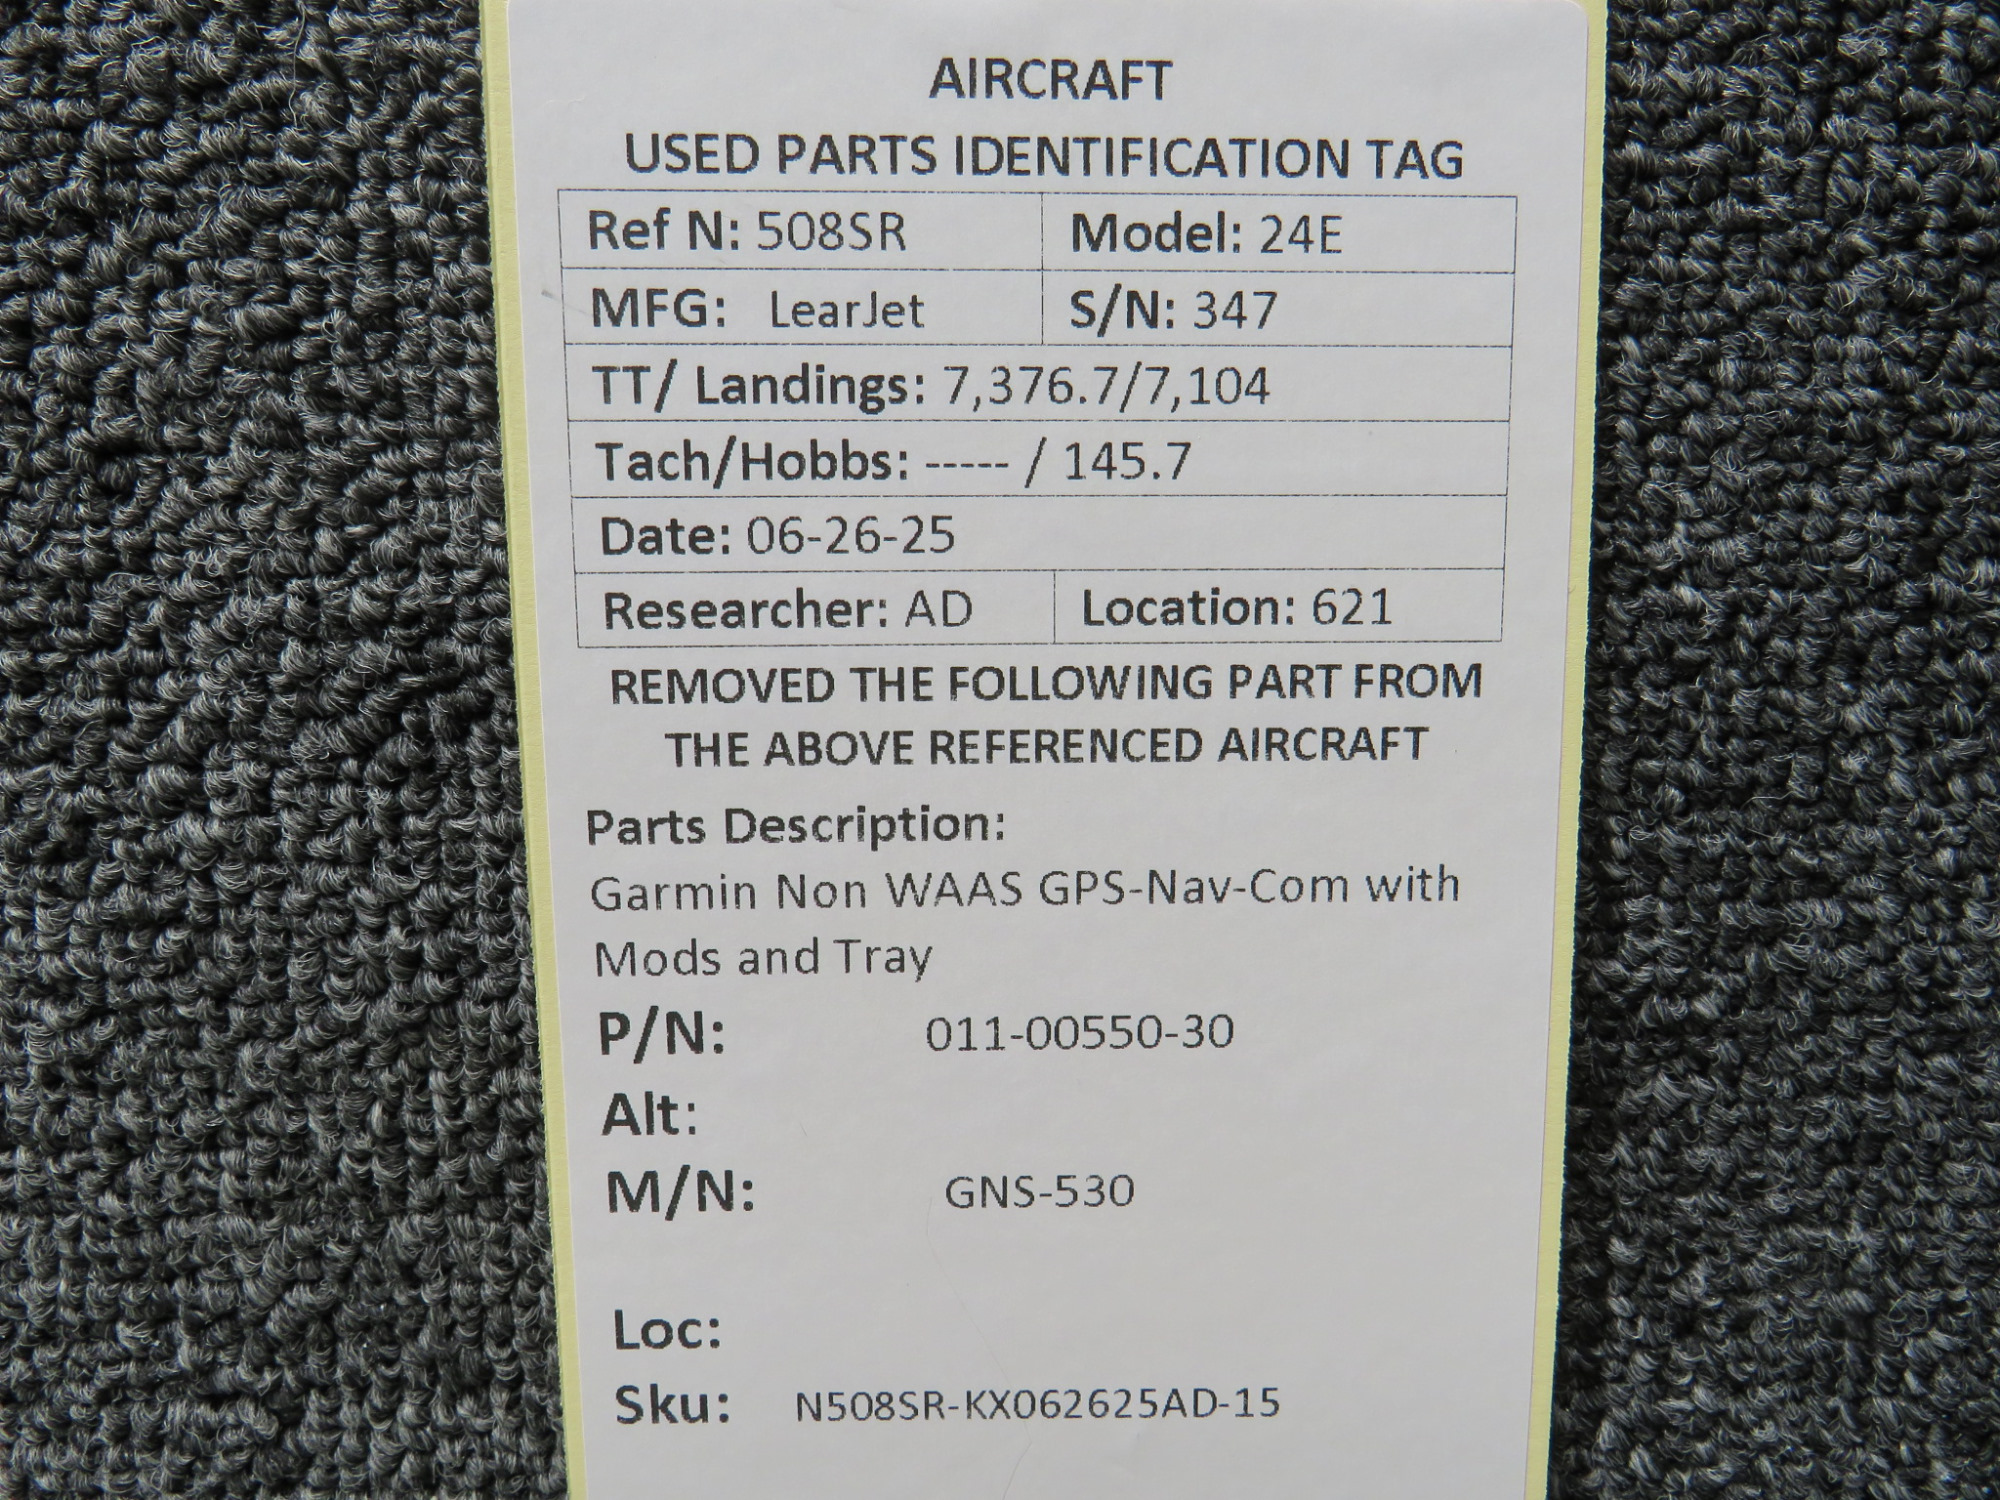 AIRCRAFT
USED PARTS IDENTIFICATION TAG
Ref N: 508SR Model: 24E
MFG: LearJet S/N: 347
TT/ Landings: 7,376.7/7,104
Tach/Hobbs: ----- / 145.7
Date: 06-26-25
Researcher: AD Location: 621
REMOVED THE FOLLOWING PART FROM
THE ABOVE REFERENCED AIRCRAFT
Parts Description:
Garmin Non WAAS GPS-Nav-Com with
Mods and Tray
P/N: 011-00550-30
Alt:
M/N: GNS-530
Loc:
Sku: N508SR-KX062625AD-15